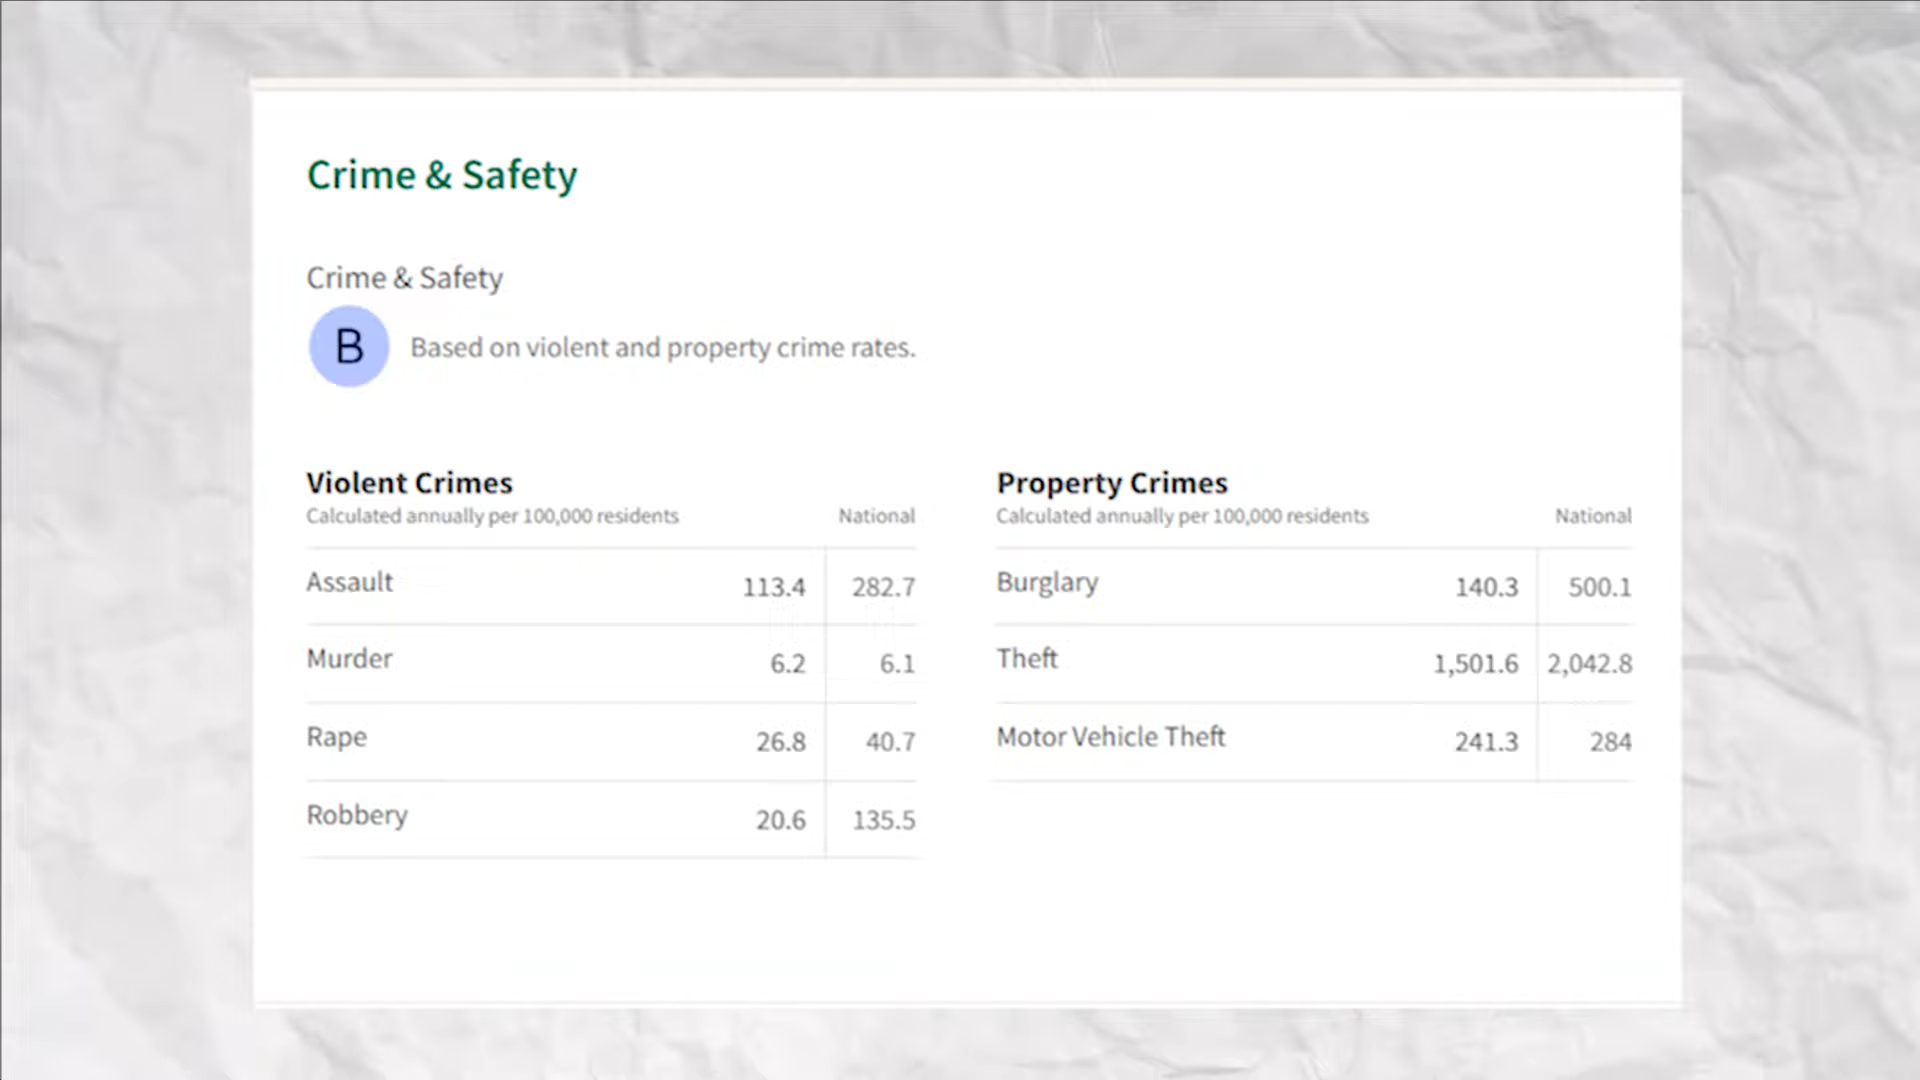 Crime & Safety
Crime & Safety
B Based on violent and property crime rates.
Violent Crimes
Calculated annually per 100,000 residents National
Assault 113.4 282.7
Murder 6.2 6.1
Rape 26.8 40.7
Robbery 20.6 135.5
Property Crimes
Calculated annually per 100,000 residents National
Burglary 140.3 500.1
Theft 1,501.6 2,042.8
Motor Vehicle Theft 241.3 284